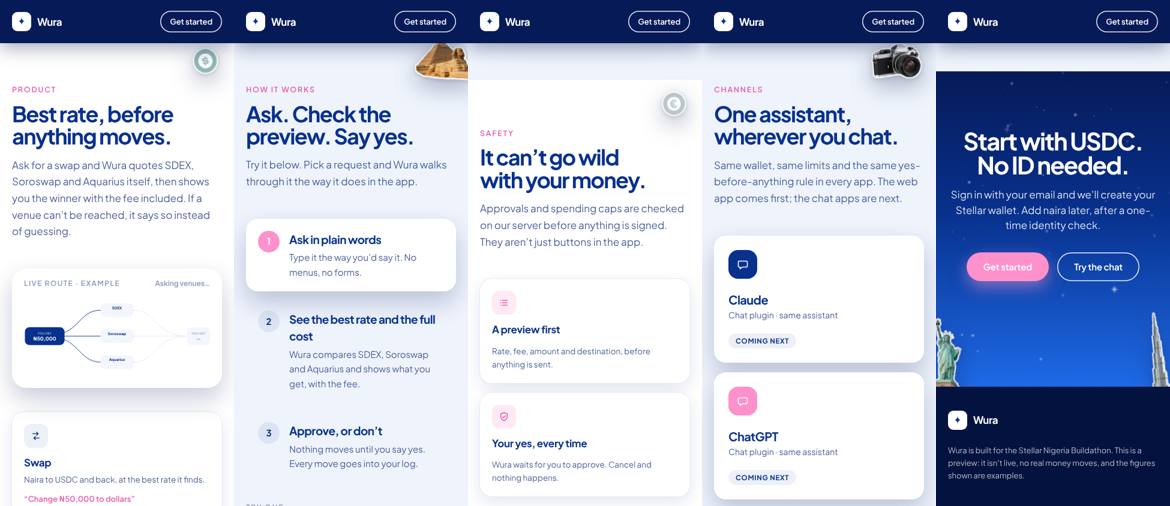 Wura
Get started
PRODUCT
Best rate, before
anything moves.
Ask for a swap and Wura quotes SDEX,
Soroswap and Aquarius itself, then shows
you the winner with the fee included. If a
venue can't be reached, it says so instead
of guessing.
LIVE ROUTE · EXAMPLE
Asking venues…
₦50,000
SDEX
Soroswap
Aquarius
Swap
Naira to USDC and back, at the best rate it finds.
“Change ₦50,000 to dollars”
Wura
Get started
HOW IT WORKS
Ask. Check the
preview. Say yes.
Try it below. Pick a request and Wura walks
through it the way it does in the app.
1
Ask in plain words
Type it the way you'd say it. No
menus, no forms.
2
See the best rate and the full
cost
Wura compares SDEX, Soroswap
and Aquarius and shows what you
get, with the fee.
3
Approve, or don't
Nothing moves until you say yes.
Every move goes into your log.
Wura
Get started
SAFETY
It can't go wild
with your money.
Approvals and spending caps are checked
on our server before anything is signed.
They aren't just buttons in the app.
A preview first
Rate, fee, amount and destination, before
anything is sent.
Your yes, every time
Wura waits for you to approve. Cancel and
nothing happens.
Wura
Get started
CHANNELS
One assistant,
wherever you chat.
Same wallet, same limits and the same yes-
before-anything rule in every app. The web
app comes first; the chat apps are next.
Claude
Chat plugin · same assistant
COMING NEXT
ChatGPT
Chat plugin · same assistant
COMING NEXT
Wura
Get started
Start with USDC.
No ID needed.
Sign in with your email and we'll create your
Stellar wallet. Add naira later, after a one-
time identity check.
Get started
Try the chat
Wura
Wura is built for the Stellar Nigeria Buildathon. This is a
preview: it isn't live, no real money moves, and the figures
shown are examples.